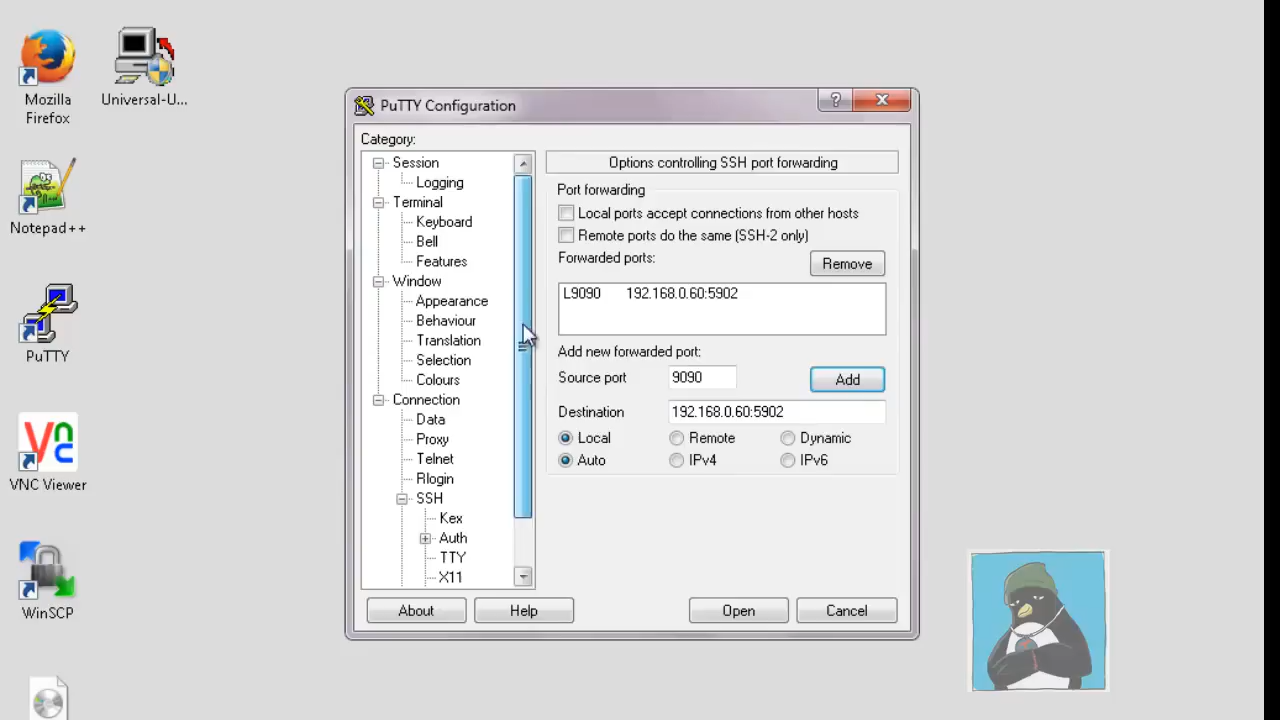 Mozilla
Firefox
Universal-U...
Notepad++
PuTTY
VNC Viewer
WinSCP
PuTTY Configuration
?
Category:
Session
Logging
Terminal
Keyboard
Bell
Features
Window
Appearance
Behaviour
Translation
Selection
Colours
Connection
Data
Proxy
Telnet
Rlogin
SSH
Kex
Auth
TTY
X11
Options controlling SSH port forwarding
Port forwarding
Local ports accept connections from other hosts
Remote ports do the same (SSH-2 only)
Forwarded ports:
Remove
L9090 192.168.0.60:5902
Add new forwarded port:
Source port 9090 Add
Destination 192.168.0.60:5902
Local Remote Dynamic
Auto IPv4 IPv6
About Help Open Cancel